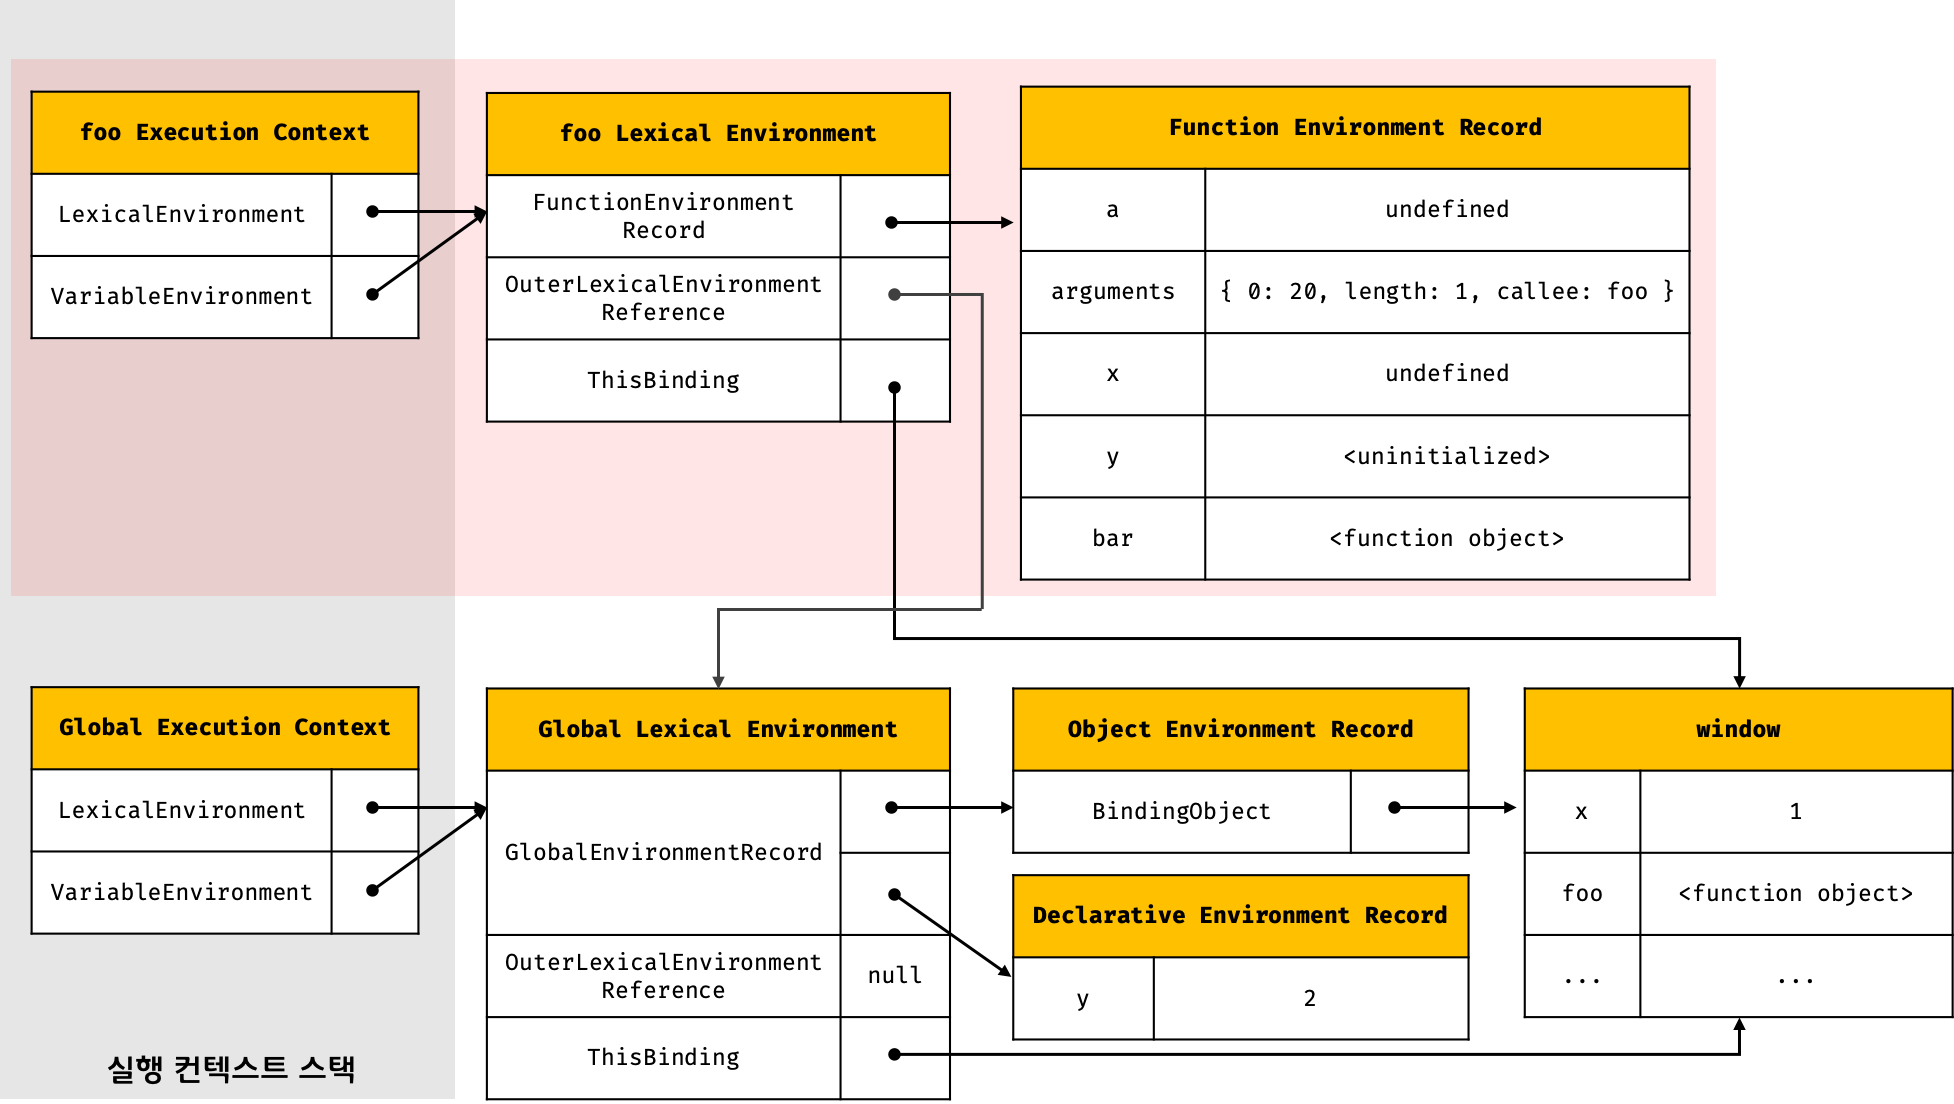 foo Execution Context
LexicalEnvironment
VariableEnvironment
foo Lexical Environment
FunctionEnvironment
Record
OuterLexicalEnvironment
Reference
ThisBinding
Function Environment Record
a undefined
arguments { 0: 20, length: 1, callee: foo }
x undefined
y <uninitialized>
bar <function object>
Global Execution Context
LexicalEnvironment
VariableEnvironment
Global Lexical Environment
GlobalEnvironmentRecord
OuterLexicalEnvironment
Reference
null
ThisBinding
Object Environment Record
BindingObject
Declarative Environment Record
y 2
window
x 1
foo <function object>
... ...
실행 컨텍스트 스택